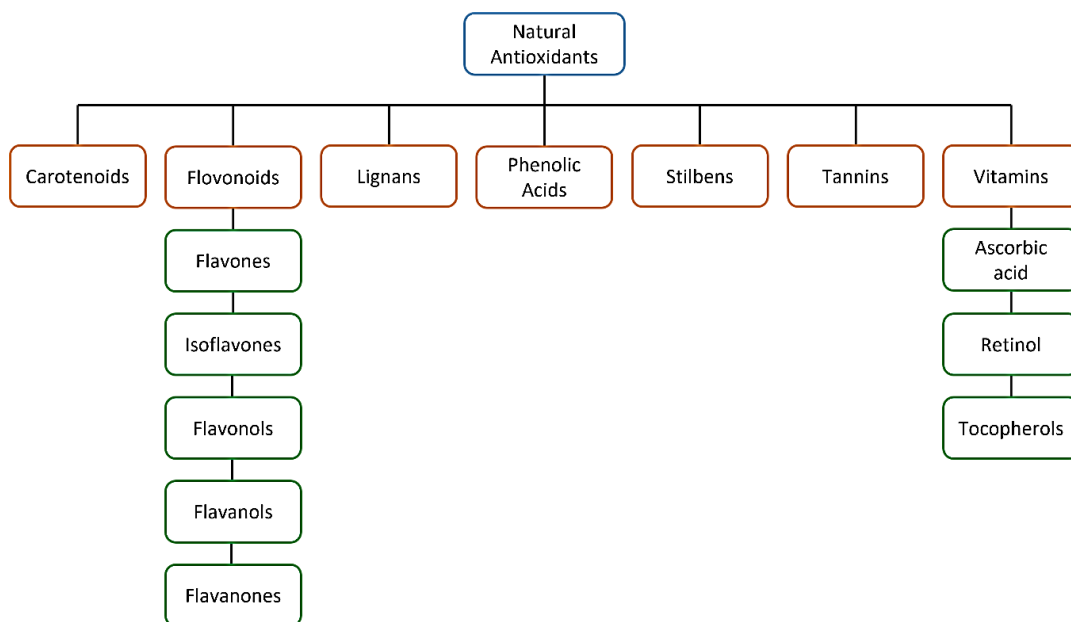 Natural
Antioxidants
Carotenoids
Flovonoids
Lignans
Phenolic
Acids
Stilbens
Tannins
Vitamins
Flavones
Isoflavones
Flavonols
Flavanols
Flavanones
Ascorbic
acid
Retinol
Tocopherols